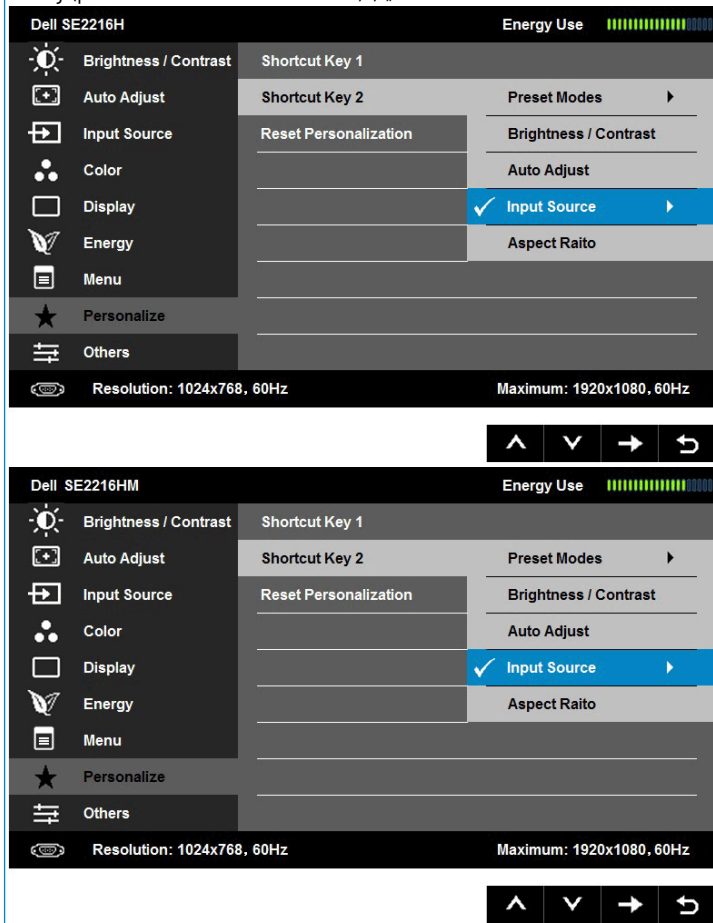 Dell SE2216H Energy Use
Brightness / Contrast Shortcut Key 1
Auto Adjust Shortcut Key 2 Preset Modes
Input Source Reset Personalization Brightness / Contrast
Color Auto Adjust
Display Input Source
Energy Aspect Raito
Menu
Personalize
Others
Resolution: 1024x768, 60Hz Maximum: 1920x1080, 60Hz
Dell SE2216HM Energy Use
Brightness / Contrast Shortcut Key 1
Auto Adjust Shortcut Key 2 Preset Modes
Input Source Reset Personalization Brightness / Contrast
Color Auto Adjust
Display Input Source
Energy Aspect Raito
Menu
Personalize
Others
Resolution: 1024x768, 60Hz Maximum: 1920x1080, 60Hz